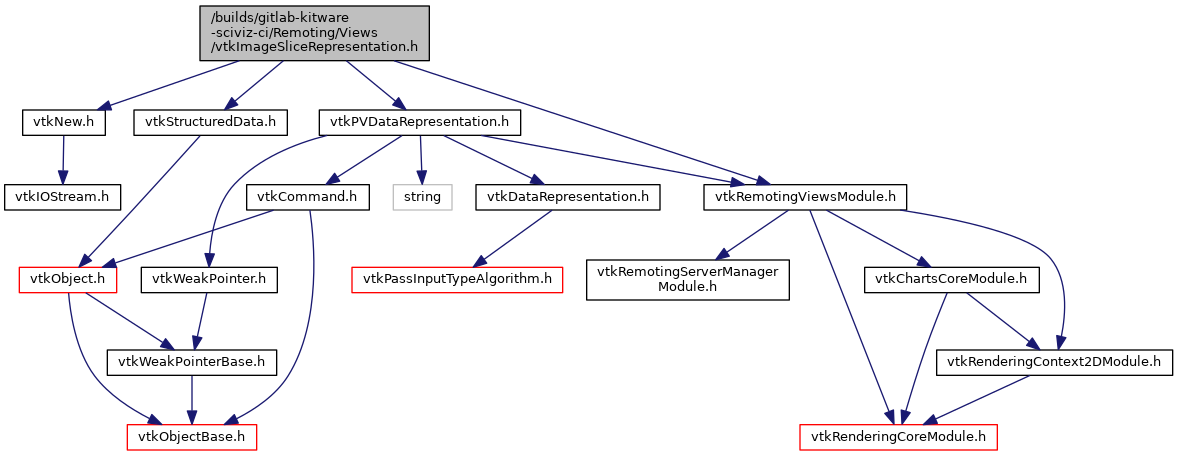 /builds/gitlab-kitware
-sciviz-ci/Remoting/Views
/vtkImageSliceRepresentation.h
vtkNew.h
vtkStructuredData.h
vtkPVDataRepresentation.h
vtkIOStream.h
vtkCommand.h
string
vtkDataRepresentation.h
vtkRemotingViewsModule.h
vtkObject.h
vtkWeakPointer.h
vtkPassInputTypeAlgorithm.h
vtkRemotingServerManager
Module.h
vtkChartsCoreModule.h
vtkWeakPointerBase.h
vtkRenderingContext2DModule.h
vtkObjectBase.h
vtkRenderingCoreModule.h